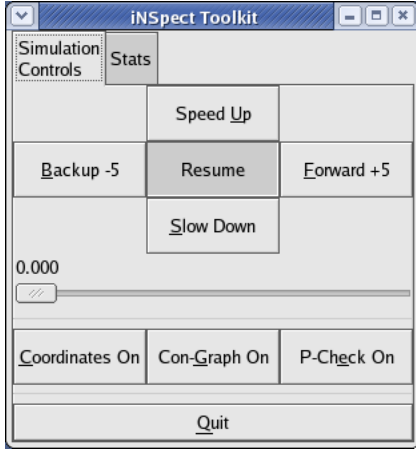 iNSpect Toolkit
Simulation
Controls
Stats
Speed Up
Backup -5
Resume
Forward +5
Slow Down
0.000
Coordinates On
Con-Graph On
P-Check On
Quit